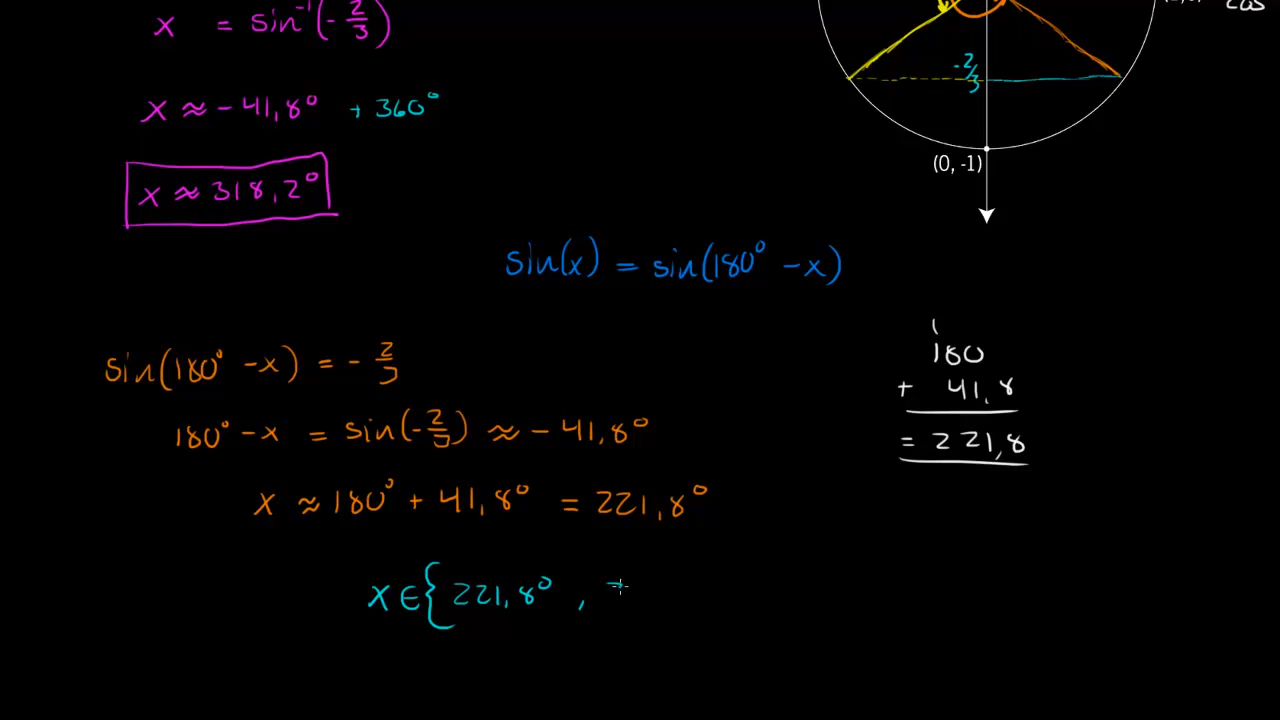 x = sin⁻¹(-2/3)
x ≈ -41,8° + 360°
x ≈ 318,2°
-2/3
(0, -1)
sin(x) = sin(180° - x)
sin(180° - x) = -2/3
180° - x = sin(-2/3) ≈ -41,8°
x ≈ 180° + 41,8° = 221,8°
x ∈ { 221,8° ,
1
180
+ 41,8
= 221,8
cos